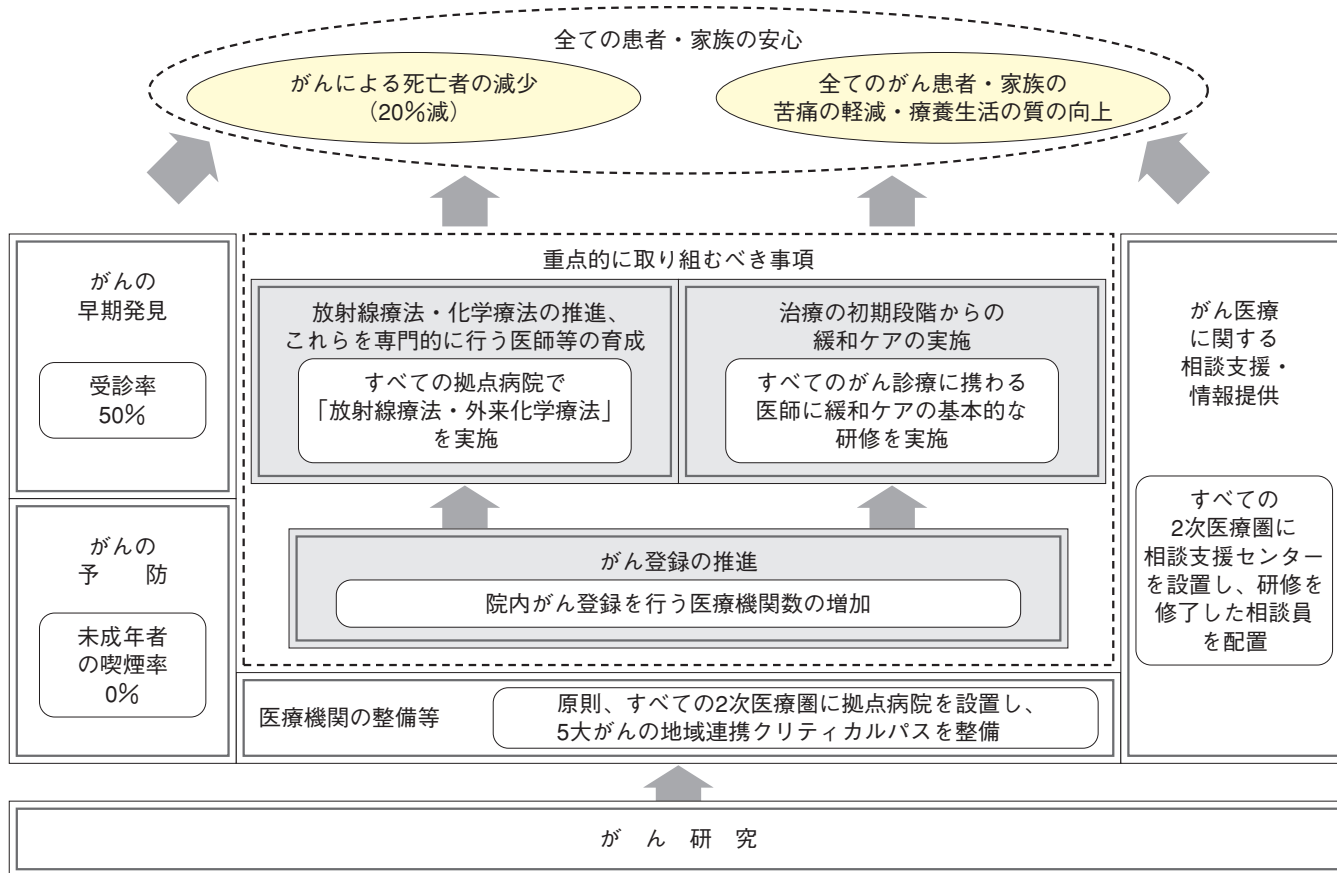 全ての患者・家族の安心
がんによる死亡者の減少
（20％減）
全てのがん患者・家族の
苦痛の軽減・療養生活の質の向上
がんの
早期発見
受診率
50％
がんの
予　防
未成年者
の喫煙率
0％
重点的に取り組むべき事項
放射線療法・化学療法の推進、
これらを専門的に行う医師等の育成
すべての拠点病院で
「放射線療法・外来化学療法」
を実施
治療の初期段階からの
緩和ケアの実施
すべてのがん診療に携わる
医師に緩和ケアの基本的な
研修を実施
がん登録の推進
院内がん登録を行う医療機関数の増加
医療機関の整備等
原則、すべての2次医療圏に拠点病院を設置し、
5大がんの地域連携クリティカルパスを整備
がん医療
に関する
相談支援・
情報提供
すべての
2次医療圏に
相談支援センター
を設置し、研修を
修了した相談員
を配置
が　ん　研　究